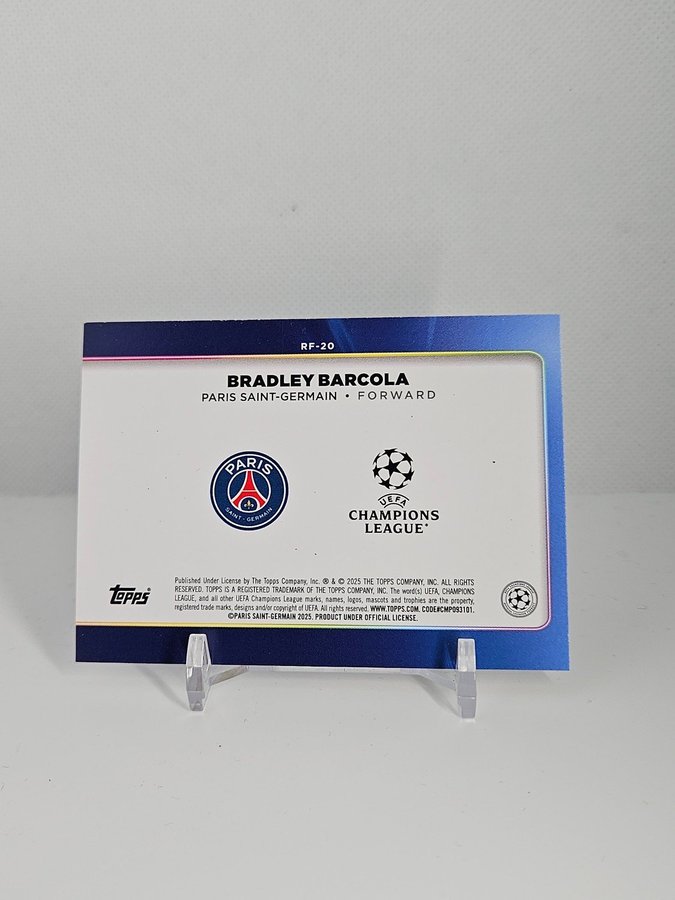 RF-20
BRADLEY BARCOLA
PARIS SAINT-GERMAIN • FORWARD
PARIS
SAINT-GERMAIN
UEFA
CHAMPIONS
LEAGUE
Topps®
Published Under License by The Topps Company, Inc. ® & © 2025 THE TOPPS COMPANY, INC. ALL RIGHTS
RESERVED. TOPPS IS A REGISTERED TRADEMARK OF THE TOPPS COMPANY, INC. The word(s) UEFA, CHAMPIONS
LEAGUE, and all other UEFA Champions League marks, names, logos, mascots and trophies are the property,
registered trade marks, designs and/or copyright of UEFA. All rights reserved. WWW.TOPPS.COM. CODE#CMP093101.
©PARIS SAINT-GERMAIN 2025. PRODUCT UNDER OFFICIAL LICENSE.